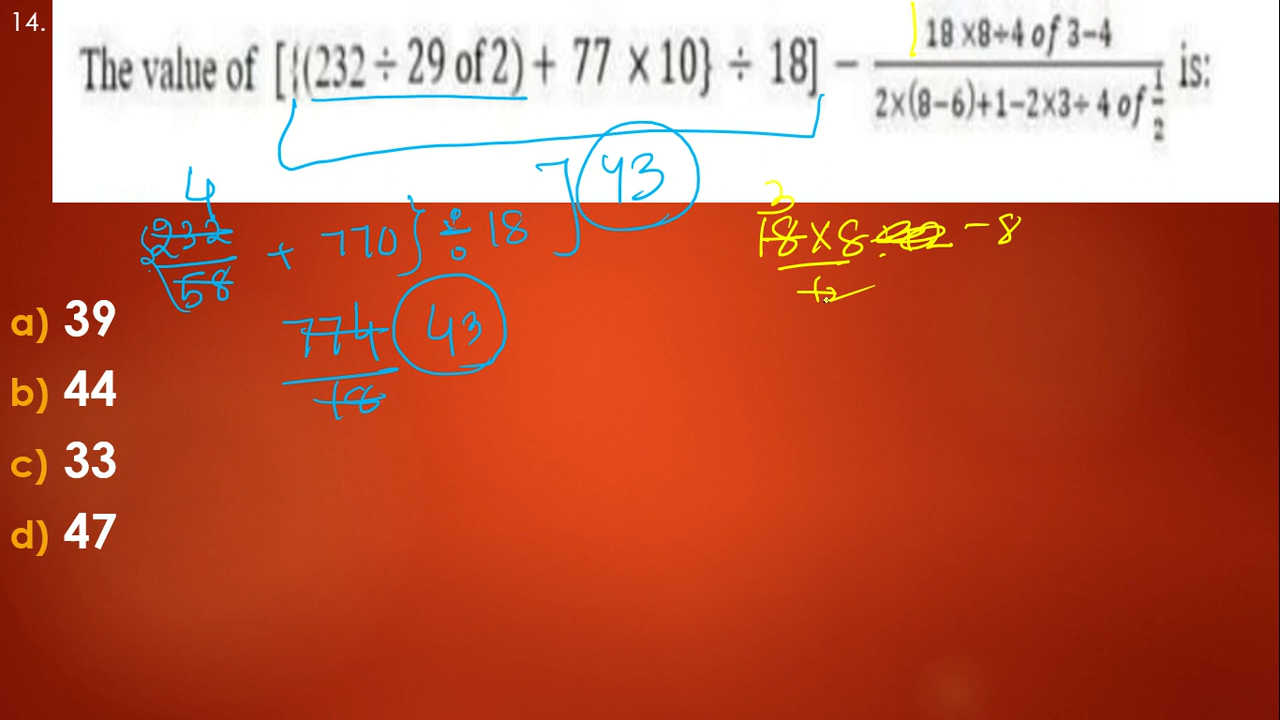 14.
The value of [{(232 ÷ 29 of 2) + 77 × 10} ÷ 18] − (18 ×8÷4 of 3−4)/(2×(8−6)+1−2×3÷ 4 of 1/2) is:
4
232/58 + 770} ÷ 18] 43
774/18 43
3
18×8 −8
a) 39
b) 44
c) 33
d) 47